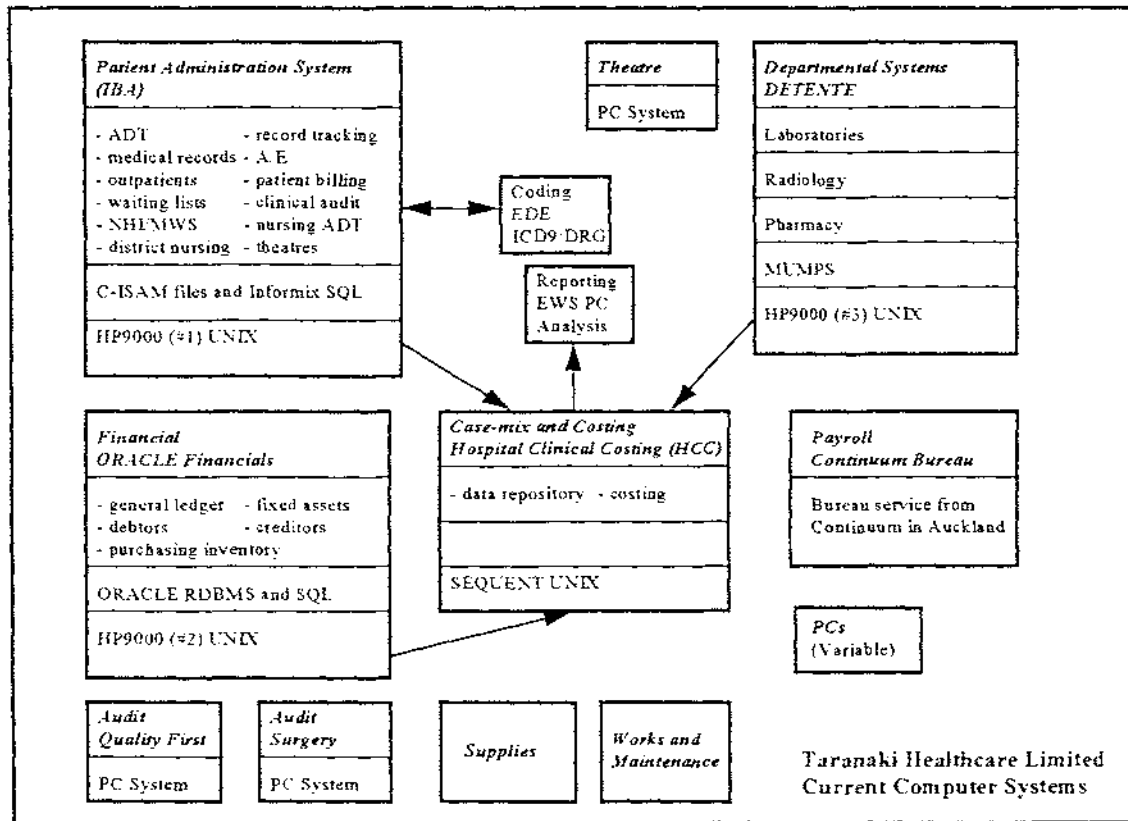 Patient Administration System
(IBA)
- ADT - record tracking
- medical records - A/E
- outpatients - patient billing
- waiting lists - clinical audit
- NHI/MWS - nursing ADT
- district nursing - theatres
C-ISAM files and Informix SQL
HP9000 (#1) UNIX
Theatre
PC System
Departmental Systems
DETENTE
Laboratories
Radiology
Pharmacy
MUMPS
HP9000 (#3) UNIX
Coding
EDE
ICD9/DRG
Reporting
EWS PC
Analysis
Financial
ORACLE Financials
- general ledger - fixed assets
- debtors - creditors
- purchasing inventory
ORACLE RDBMS and SQL
HP9000 (#2) UNIX
Case-mix and Costing
Hospital Clinical Costing (HCC)
- data repository - costing
SEQUENT UNIX
Payroll
Continuum Bureau
Bureau service from
Continuum in Auckland
PCs
(Variable)
Audit
Quality First
PC System
Audit
Surgery
PC System
Supplies
Works and
Maintenance
Taranaki Healthcare Limited
Current Computer Systems